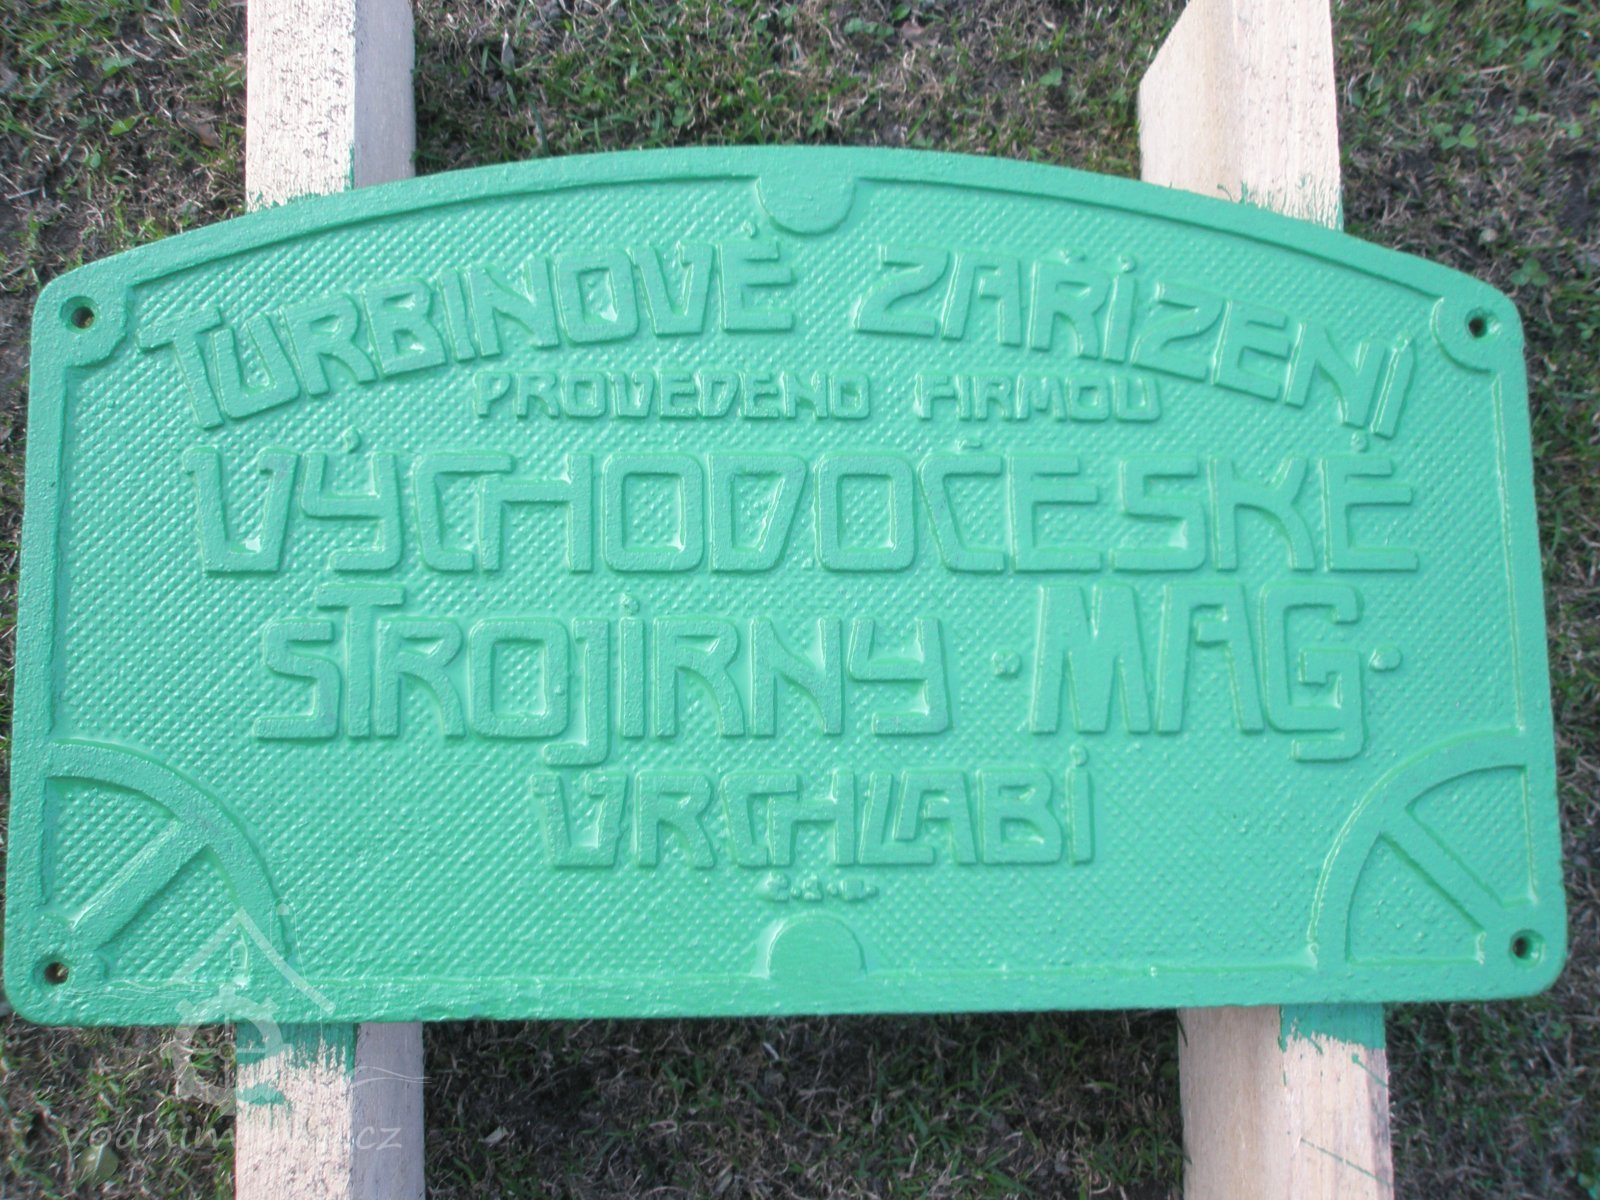 TURBINOVÉ ZAŘÍZENÍ
PROVEDENO FIRMOU
VÝCHODOČESKÉ
STROJÍRNY · MAG ·
VRCHLABÍ